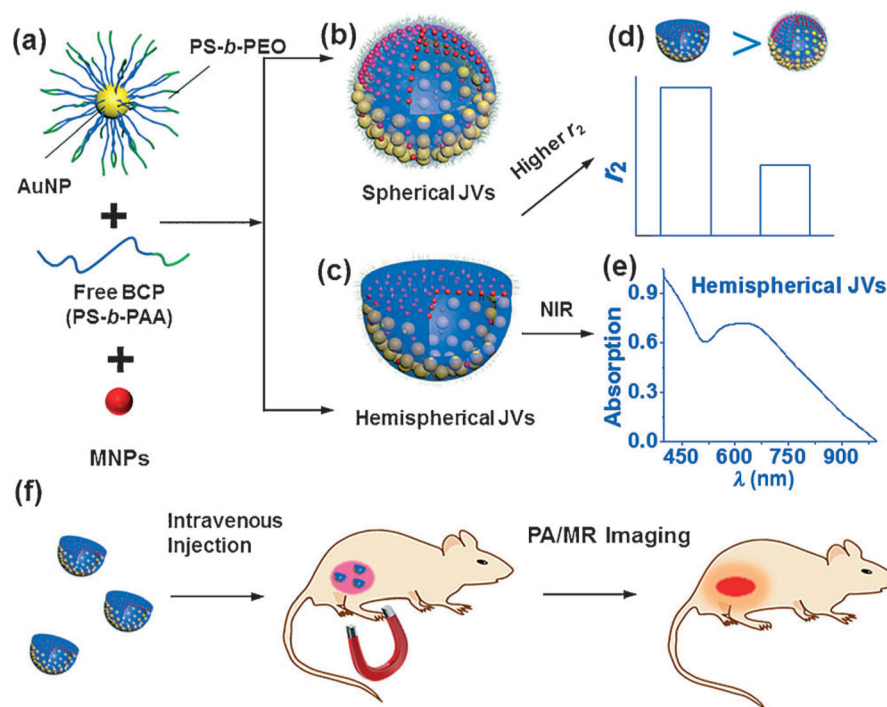 (a)
PS-b-PEO
AuNP
+
Free BCP
(PS-b-PAA)
+
MNPs
(b)
Spherical JVs
(c)
Hemispherical JVs
Higher r₂
NIR
(d)
>
r₂
(e)
Hemispherical JVs
Absorption
0.9
0.6
0.3
0.0
450 600 750 900
λ (nm)
(f)
Intravenous
Injection
PA/MR Imaging